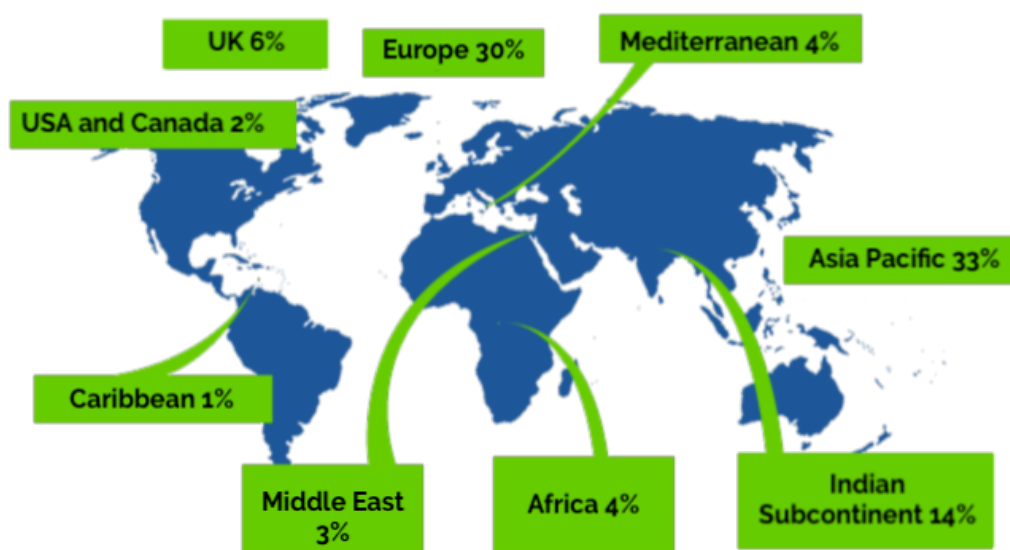 UK 6%
Europe 30%
Mediterranean 4%
USA and Canada 2%
Asia Pacific 33%
Caribbean 1%
Middle East
3%
Africa 4%
Indian
Subcontinent 14%